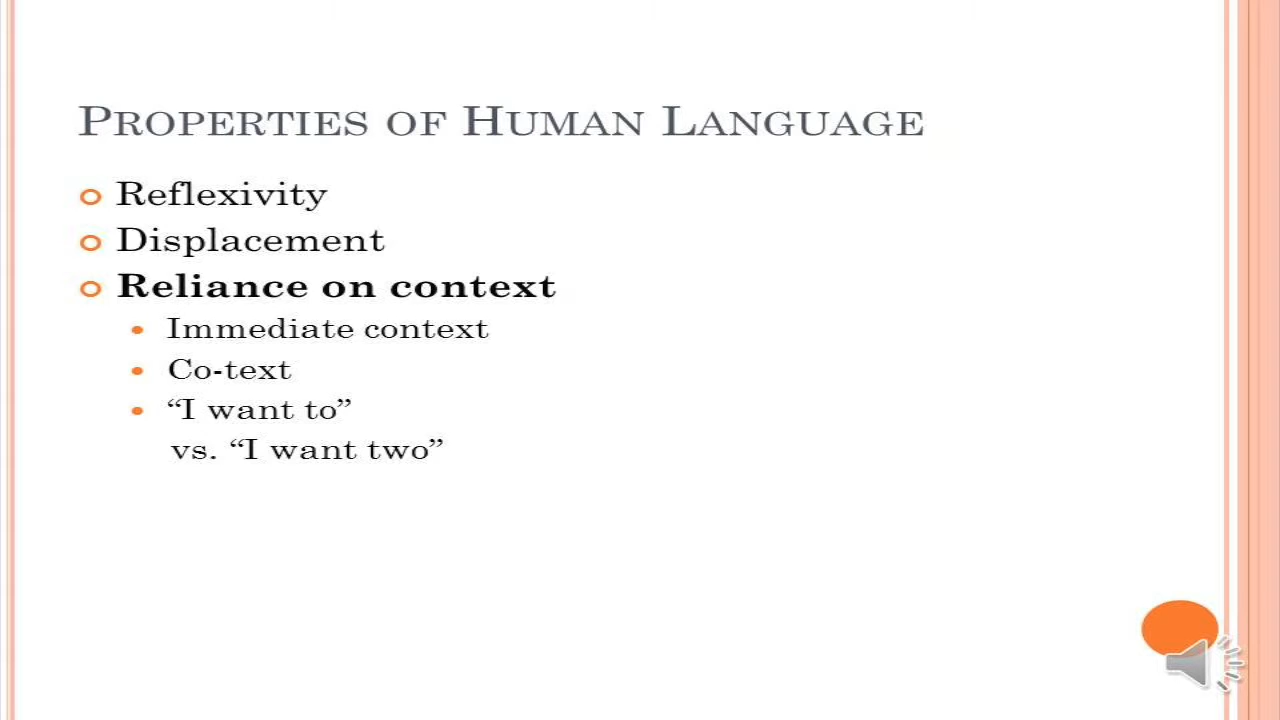 Properties of Human Language
Reflexivity
Displacement
Reliance on context
Immediate context
Co-text
“I want to”
vs. “I want two”